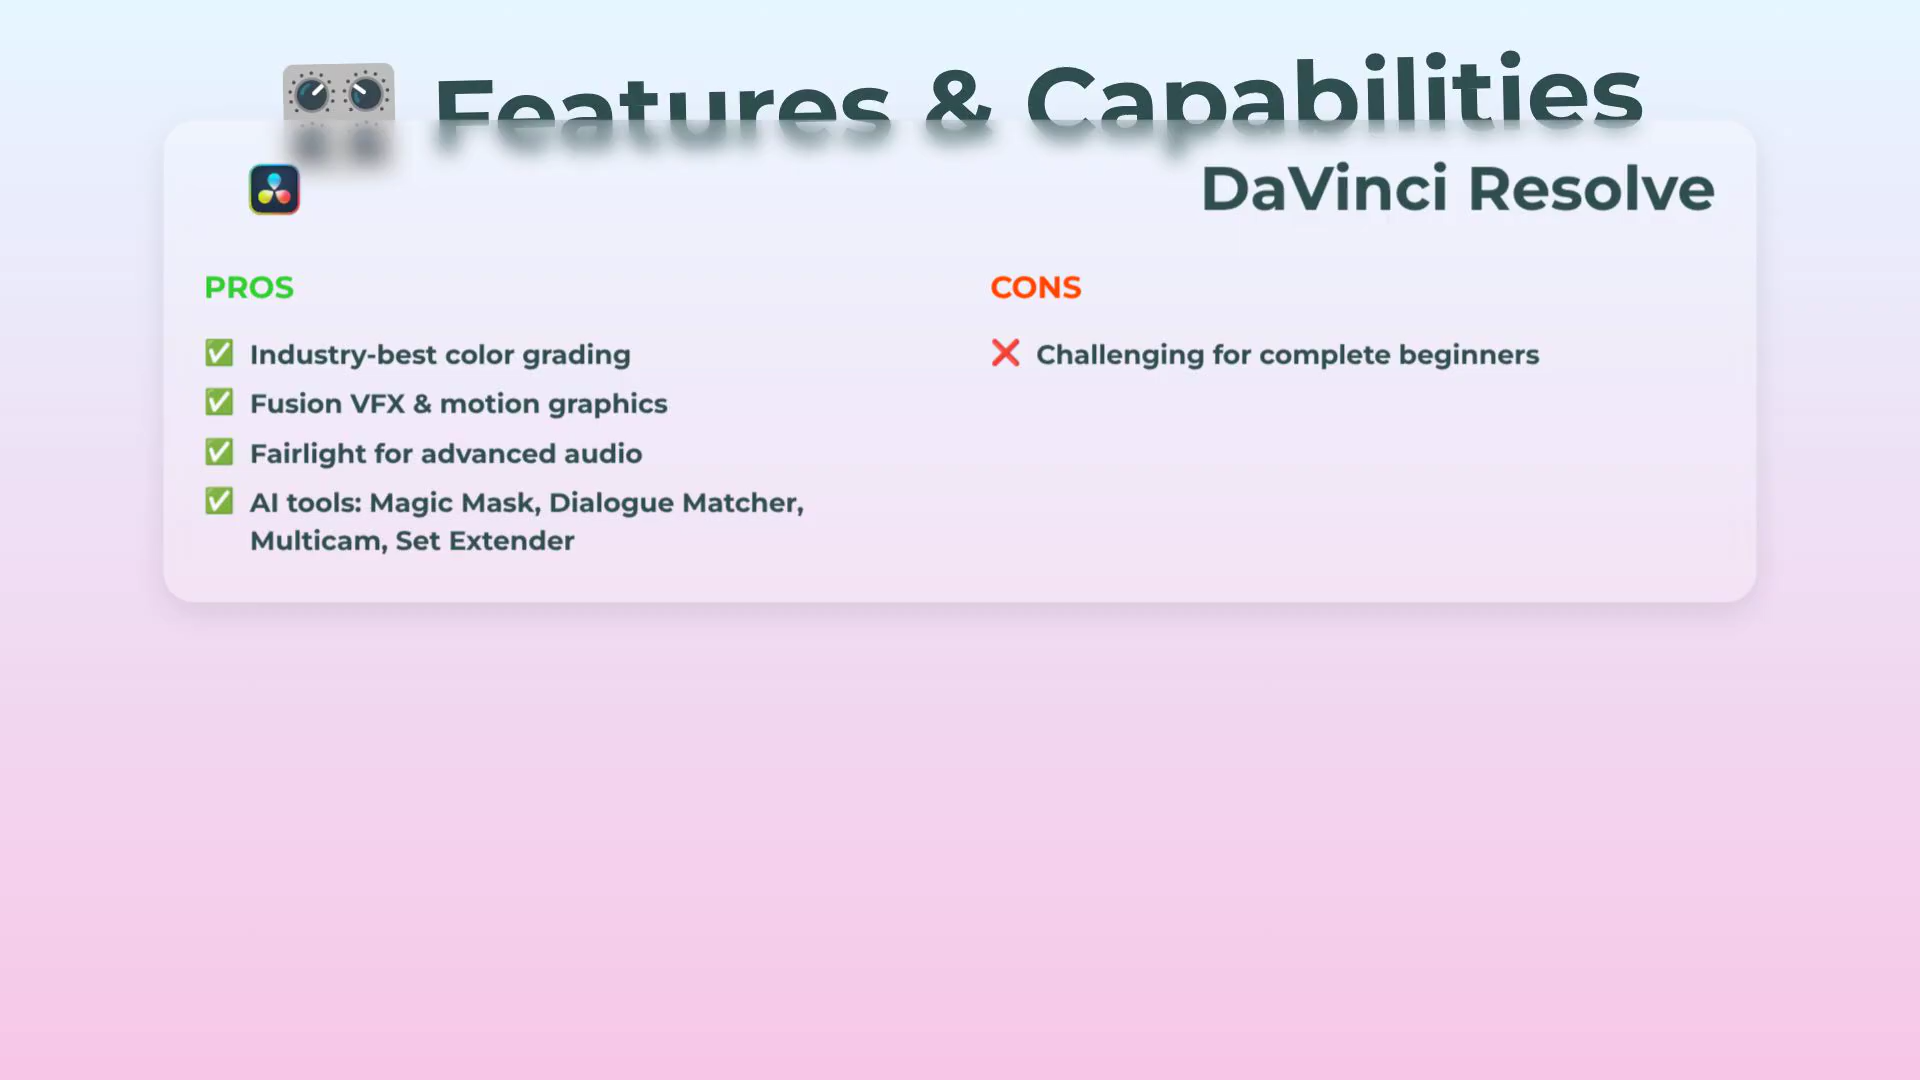 Features & Capabilities
DaVinci Resolve
PROS
Industry-best color grading
Fusion VFX & motion graphics
Fairlight for advanced audio
AI tools: Magic Mask, Dialogue Matcher,
Multicam, Set Extender
CONS
Challenging for complete beginners